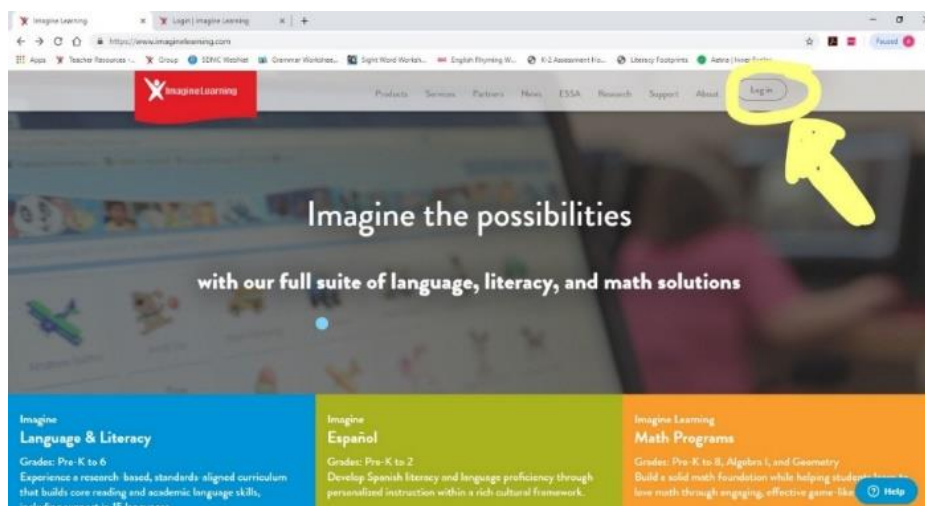 Imagine Learning
Login | Imagine Learning
https://www.imaginelearning.com
Paused
Apps
Teacher Resources
Group
SDMC WebNet
Grammar Worksheet...
Sight Word Worksh...
English Rhyming W...
K-2 Assessment Ho...
Literacy Footprints
ImagineLearning
Products Services Partners News ESSA Research Support About Log in
Imagine the possibilities
with our full suite of language, literacy, and math solutions
Imagine
Language & Literacy
Grades: Pre-K to 6
Experience a research-based, standards-aligned curriculum
that builds core reading and academic language skills,
Imagine
Español
Grades: Pre-K to 2
Develop Spanish literacy and language proficiency through
personalized instruction within a rich cultural framework.
Imagine Learning
Math Programs
Grades: Pre-K to 8, Algebra I, and Geometry
Build a solid math foundation while helping students learn to
love math through engaging, effective game-like
Help